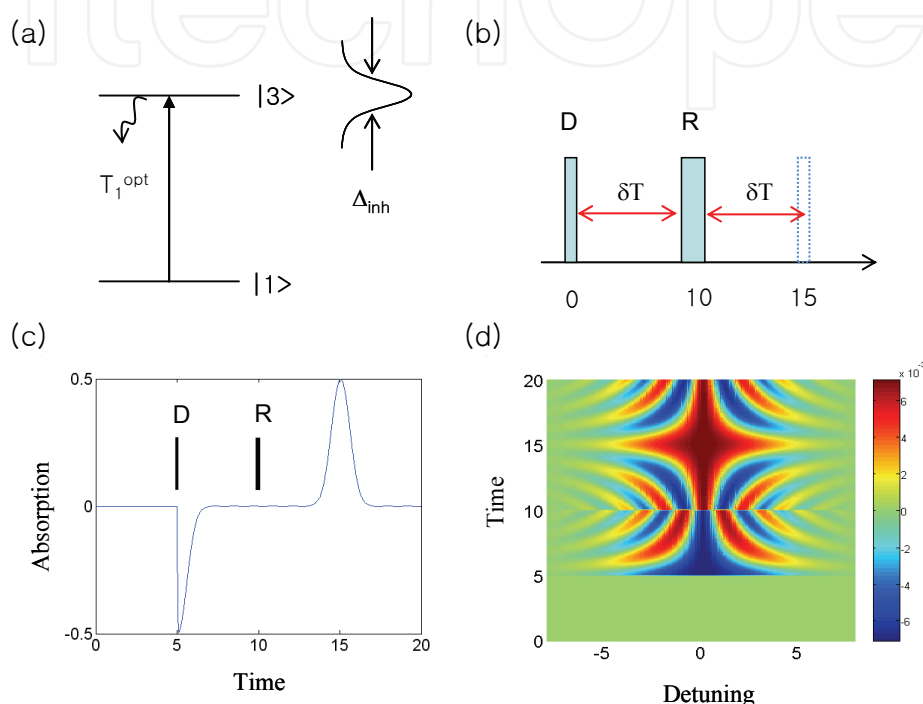 itechOpe
(a)
|3>
T₁ᵒᵖᵗ
Δinh
|1>
(b)
D R
δT δT
0 10 15
(c)
0.5
D R
0
-0.5
0 5 10 15 20
Absorption
Time
(d)
x 10⁻³
20
15
10
5
0
Time
-5 0 5
Detuning
6
4
2
0
-2
-4
-6